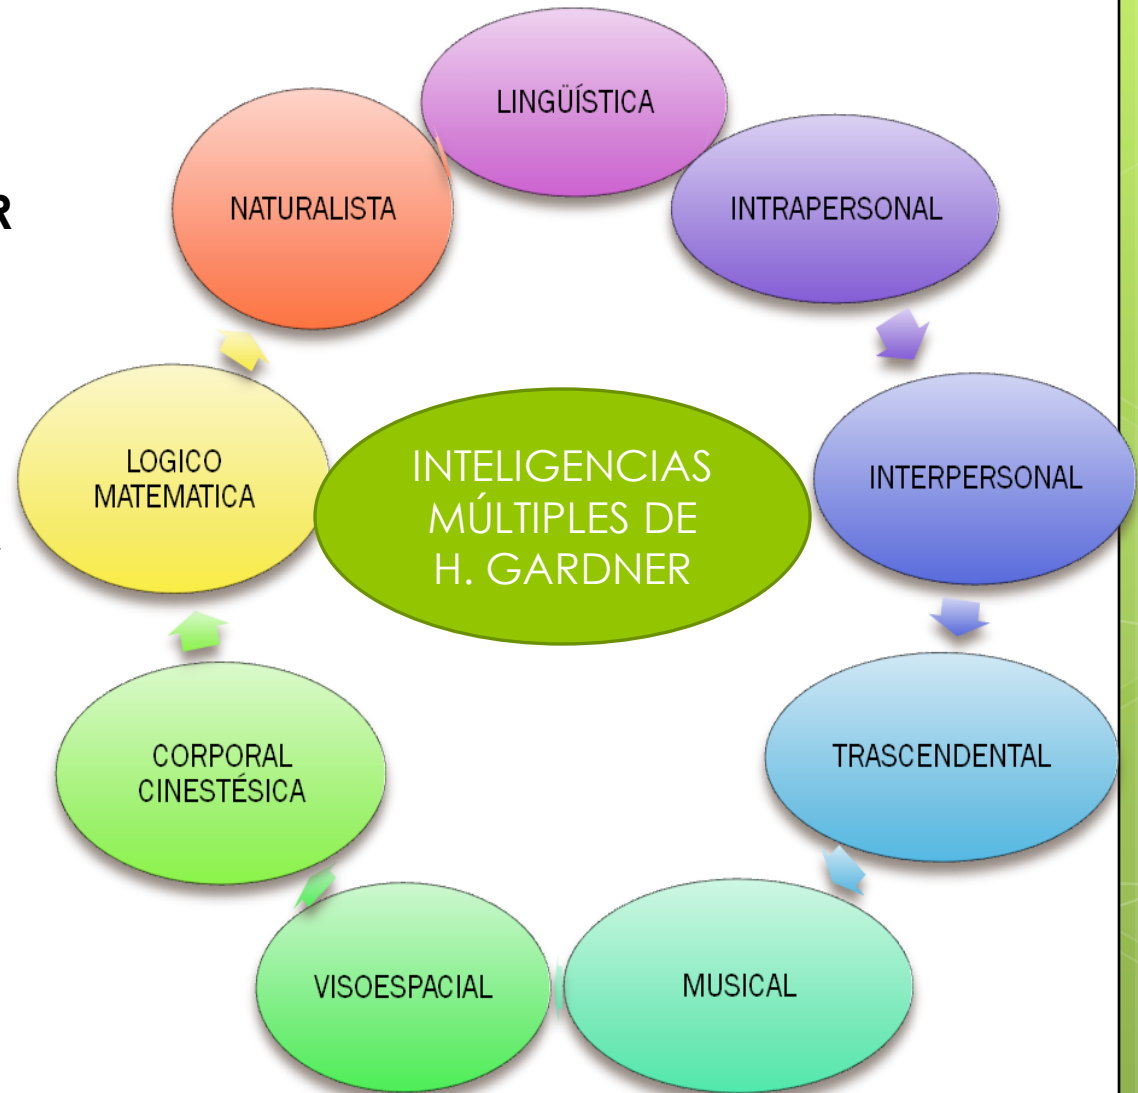 LINGÜÍSTICA
NATURALISTA
INTRAPERSONAL
R
LOGICO
MATEMATICA
INTELIGENCIAS
MÚLTIPLES DE
H. GARDNER
INTERPERSONAL
CORPORAL
CINESTÉSICA
TRASCENDENTAL
VISOESPACIAL
MUSICAL